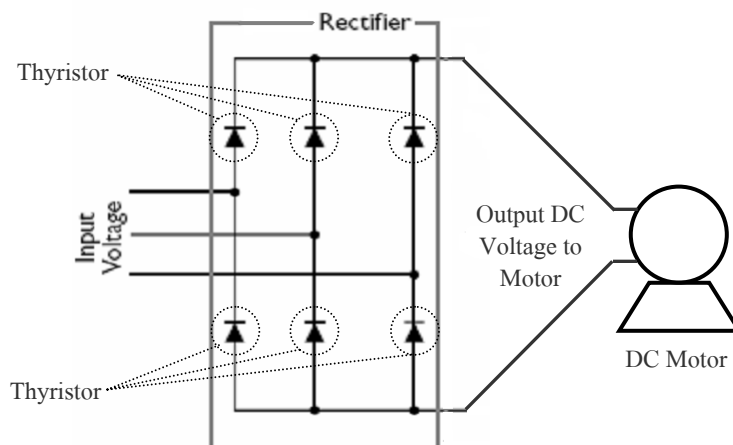 Rectifier
Thyristor
Input
Voltage
Output DC
Voltage to
Motor
DC Motor
Thyristor